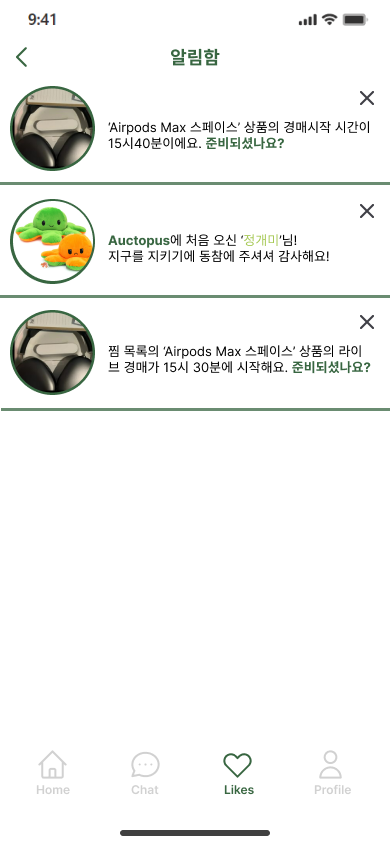 9:41
알림함
‘Airpods Max 스페이스’ 상품의 경매시작 시간이
15시40분이에요. 준비되셨나요?
Auctopus에 처음 오신 ‘정개미’님!
지구를 지키기에 동참에 주셔셔 감사해요!
찜 목록의 ‘Airpods Max 스페이스’ 상품의 라이
브 경매가 15시 30분에 시작해요. 준비되셨나요?
Home
Chat
Likes
Profile